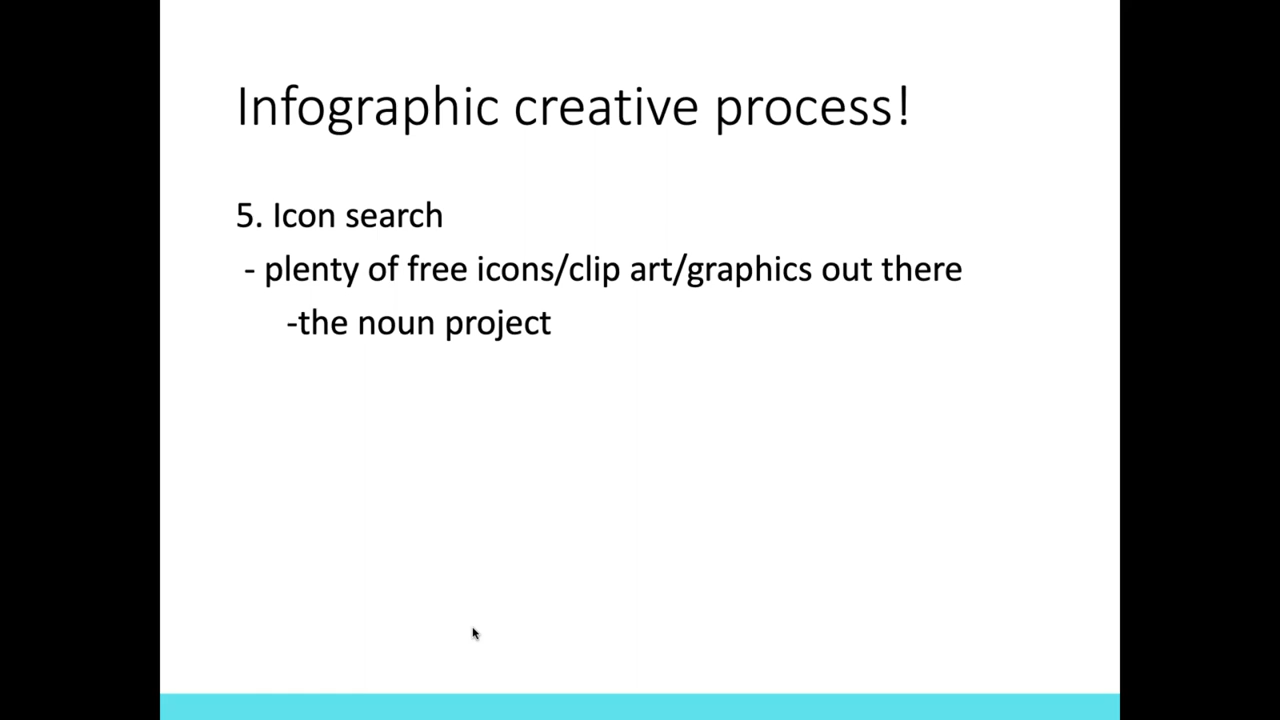 Infographic creative process!
5. Icon search
- plenty of free icons/clip art/graphics out there
-the noun project